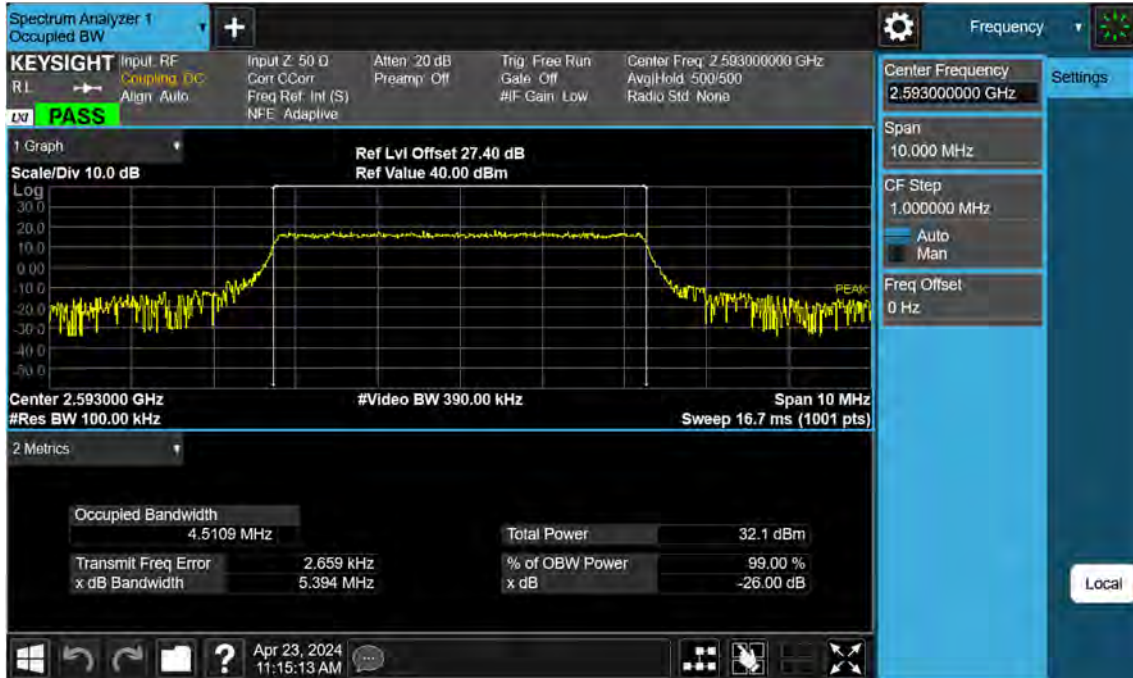 Spectrum Analyzer 1
Occupied BW
+
Frequency
KEYSIGHT
RL
LXI
PASS
Input: RF
Coupling: DC
Align: Auto
Input Z: 50 Ω
Corr CCorr
Freq Ref: Int (S)
NFE: Adaptive
Atten: 20 dB
Preamp: Off
Trig: Free Run
Gate: Off
#IF Gain: Low
Center Freq: 2.593000000 GHz
Avg|Hold: 500/500
Radio Std: None
1 Graph
Scale/Div 10.0 dB
Ref Lvl Offset 27.40 dB
Ref Value 40.00 dBm
Log
30.0
20.0
10.0
0.00
-10.0
-20.0
-30.0
-40.0
-50.0
PEAK
Center 2.593000 GHz
#Video BW 390.00 kHz
Span 10 MHz
#Res BW 100.00 kHz
Sweep 16.7 ms (1001 pts)
2 Metrics
Occupied Bandwidth
4.5109 MHz
Total Power 32.1 dBm
Transmit Freq Error 2.659 kHz
% of OBW Power 99.00 %
x dB Bandwidth 5.394 MHz
x dB -26.00 dB
Center Frequency
2.593000000 GHz
Settings
Span
10.000 MHz
CF Step
1.000000 MHz
Auto
Man
Freq Offset
0 Hz
Local
?
Apr 23, 2024
11:15:13 AM